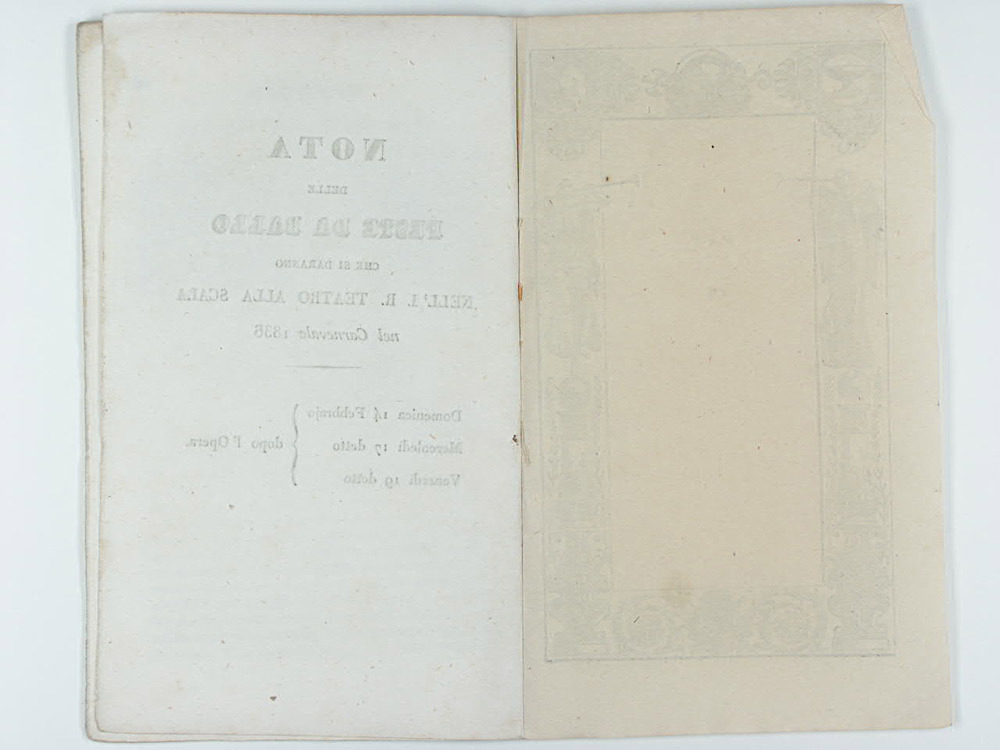 NOTA
DELLE
FESTE DA BALLO
CHE SI DARANNO
NELL'I. R. TEATRO ALLA SCALA
nel Carnevale 1836
Domenica 14 Febbrajo
Mercoledì 17 detto } dopo l'Opera.
Venerdì 19 detto